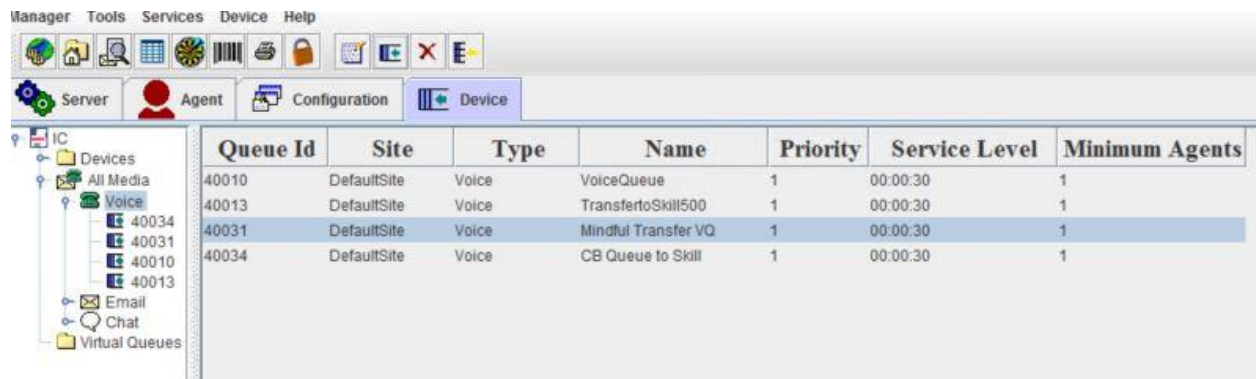 Manager Tools Services Device Help
Server Agent Configuration Device
IC
Devices
All Media
Voice
40034
40031
40010
40013
Email
Chat
Virtual Queues
Queue Id Site Type Name Priority Service Level Minimum Agents
40010 DefaultSite Voice VoiceQueue 1 00:00:30 1
40013 DefaultSite Voice TransfertoSkill500 1 00:00:30 1
40031 DefaultSite Voice Mindful Transfer VQ 1 00:00:30 1
40034 DefaultSite Voice CB Queue to Skill 1 00:00:30 1